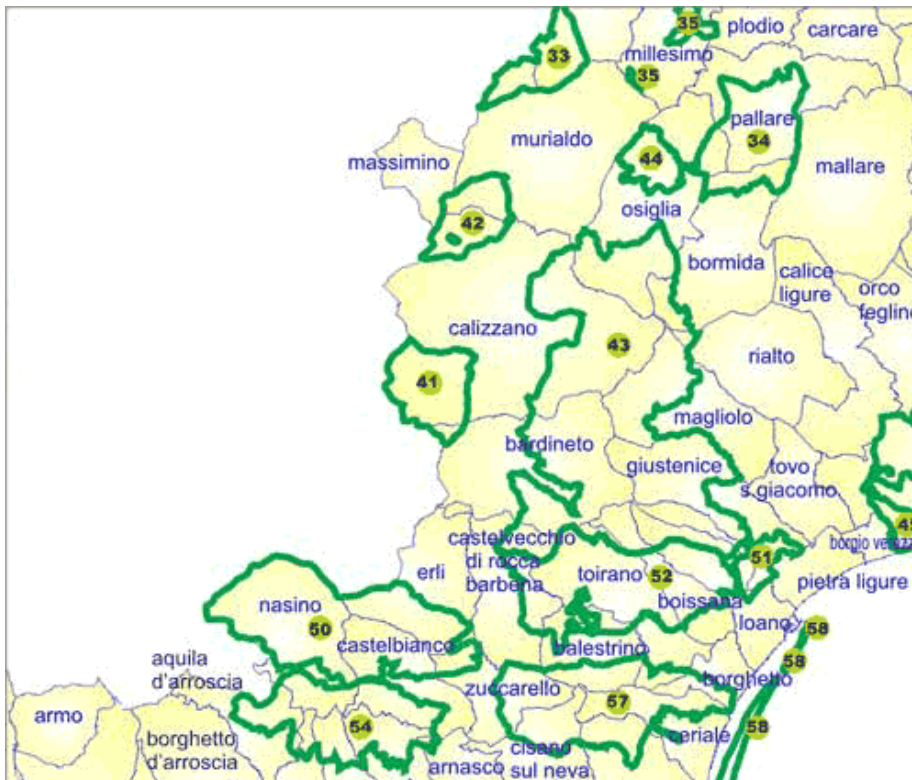 35
plodio
carcare
33
millesimo
35
pallare
murialdo
34
massimino
44
mallare
osiglia
42
bormida
calice
ligure
orco
feglino
calizzano
43
rialto
41
magliolo
bardineto
giustenice
tovo
s.giacomo
castelvecchio
di rocca
barbena
borgio verezzi
51
erli
toirano
52
pietra ligure
boissana
nasino
loano
50
58
castelbianco
balestrino
58
aquila
d'arroscia
borghetto
zuccarello
57
armo
54
58
borghetto
d'arroscia
ceriale
cisano
sul neva
arnasco